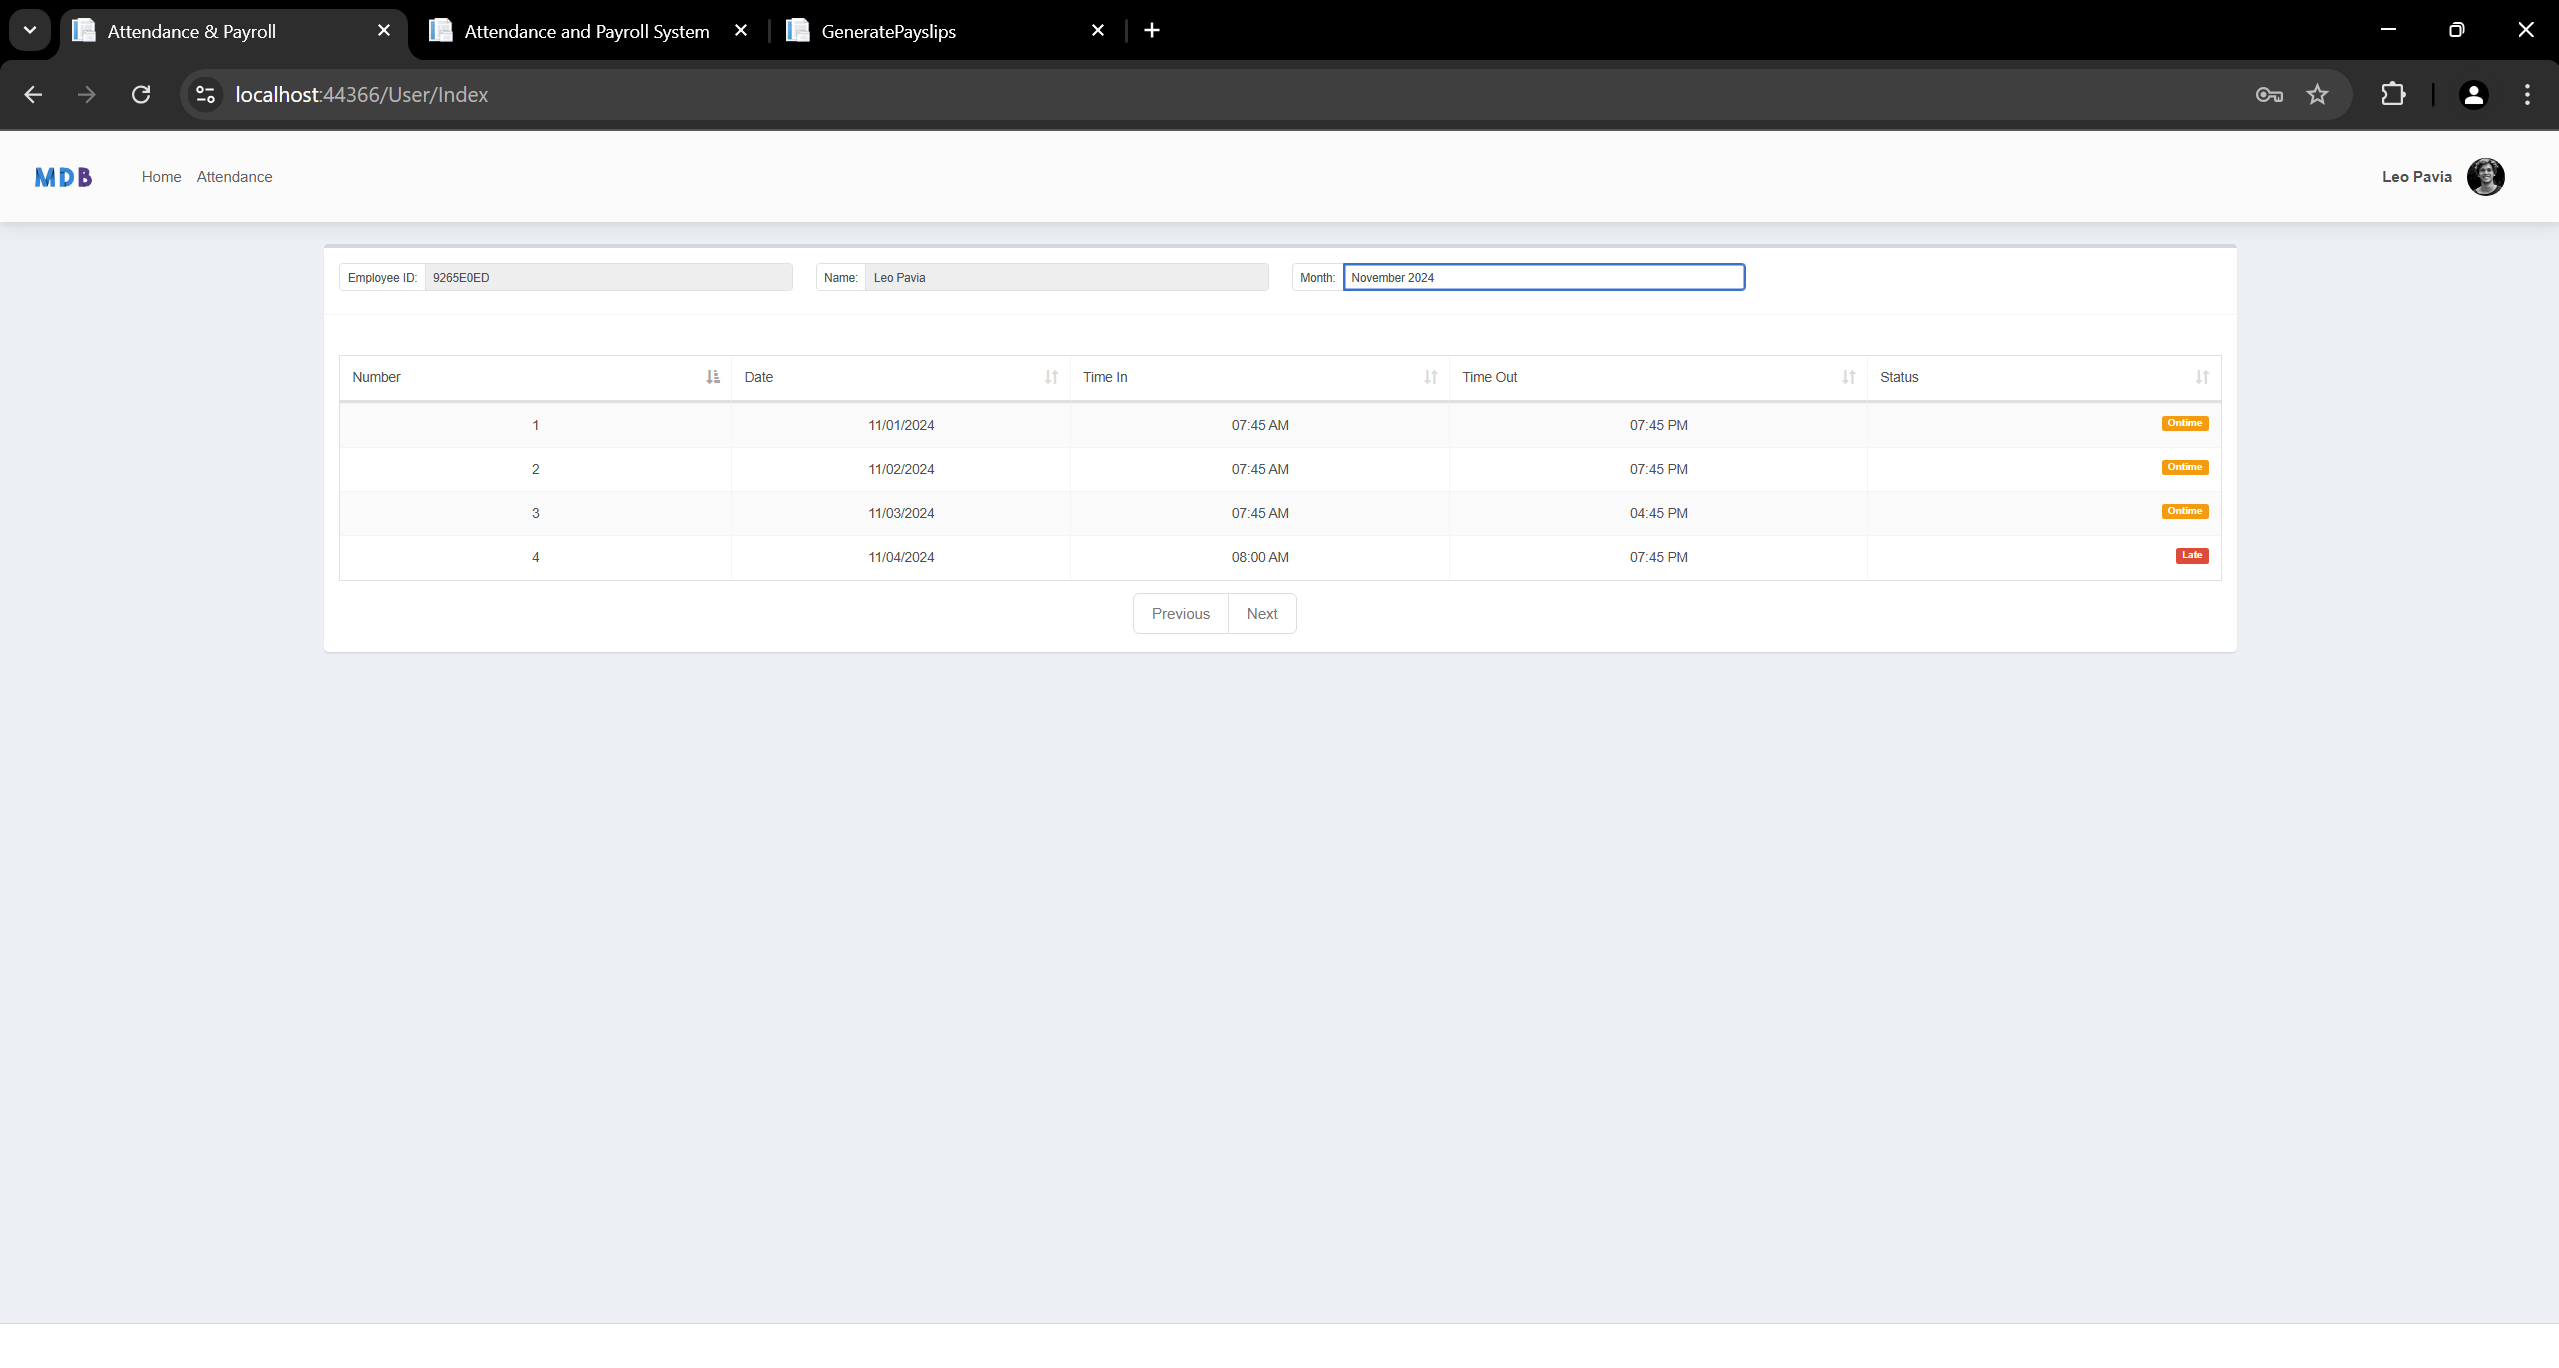 Attendance & Payroll
Attendance and Payroll System
GeneratePayslips
localhost:44366/User/Index
MDB
Home
Attendance
Leo Pavia
Employee ID: 9265E0ED
Name: Leo Pavia
Month: November 2024
Number Date Time In Time Out Status
1 11/01/2024 07:45 AM 07:45 PM Ontime
2 11/02/2024 07:45 AM 07:45 PM Ontime
3 11/03/2024 07:45 AM 04:45 PM Ontime
4 11/04/2024 08:00 AM 07:45 PM Late
Previous Next